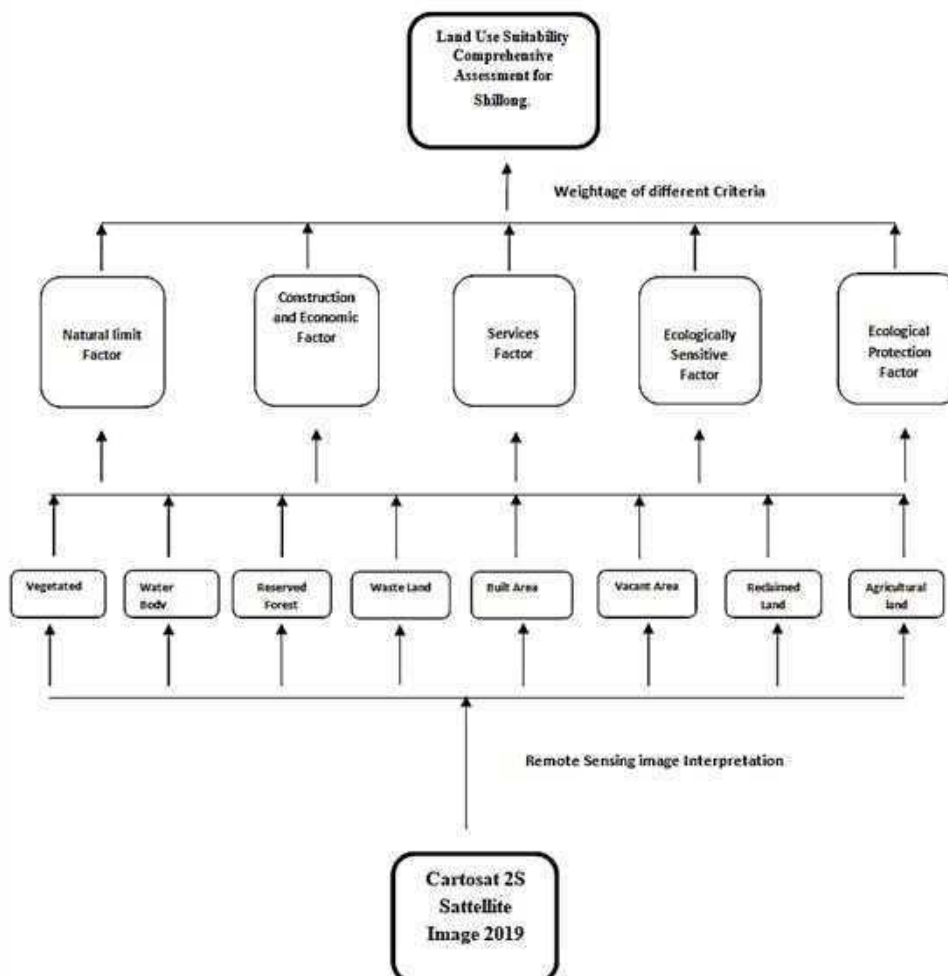 Land Use Suitability
Comprehensive
Assessment for
Shillong.
Weightage of different Criteria
Natural limit
Factor
Construction
and Economic
Factor
Services
Factor
Ecologically
Sensitive
Factor
Ecological
Protection
Factor
Vegetated
Water
Body
Reserved
Forest
Waste Land
Built Area
Vacant Area
Reclaimed
Land
Agricultural
land
Remote Sensing image Interpretation
Cartosat 2S
Sattellite
Image 2019